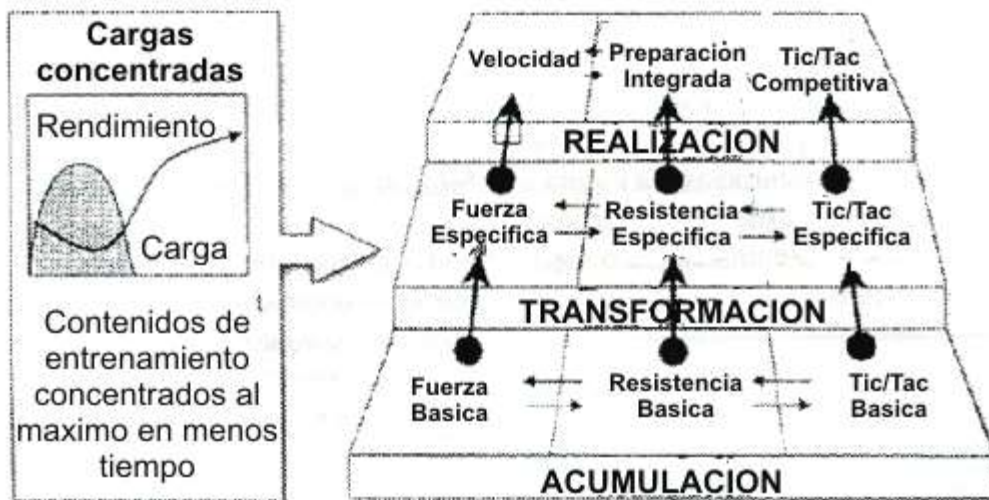 Cargas
concentradas
Rendimiento
Carga
Contenidos de
entrenamiento
concentrados al
maximo en menos
tiempo
Velocidad
Preparación
Integrada
Tic/Tac
Competitiva
REALIZACION
Fuerza
Especifica
Resistencia
Especifica
Tic/Tac
Especifica
TRANSFORMACION
Fuerza
Basica
Resistencia
Basica
Tic/Tac
Basica
ACUMULACION